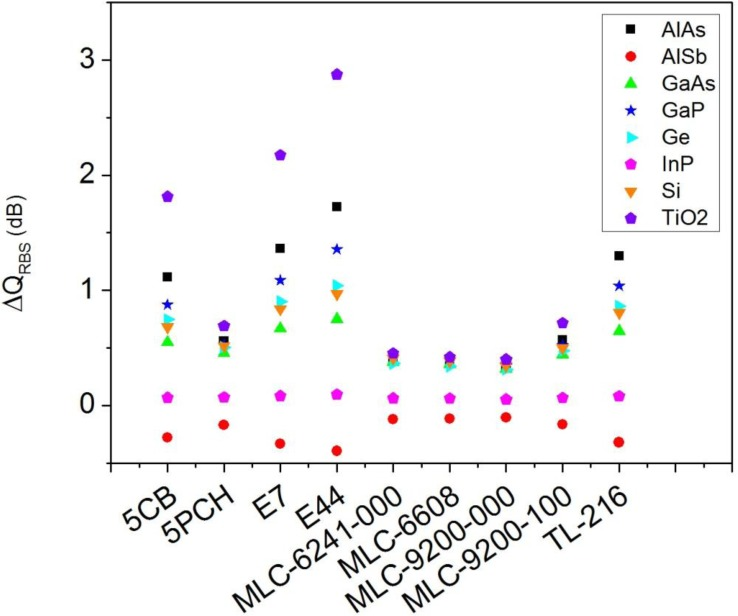 3
2
1
0
ΔQRBS (dB)
AlAs
AlSb
GaAs
GaP
Ge
InP
Si
TiO2
5CB
5PCH
E7
E44
MLC-6241-000
MLC-6608
MLC-9200-000
MLC-9200-100
TL-216